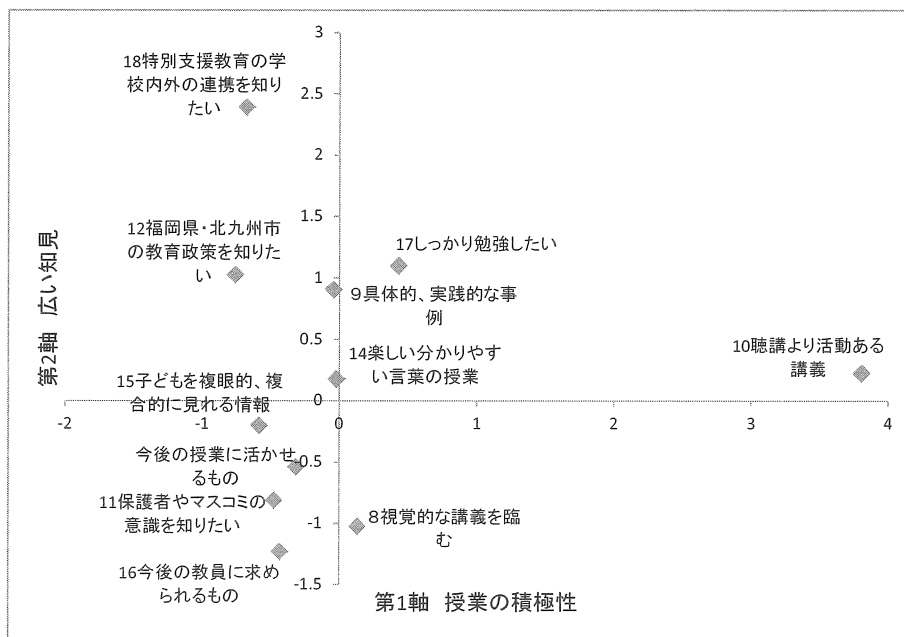 3
18特別支援教育の学
校内外の連携を知り
たい
2.5
2
1.5
12福岡県・北九州市
の教育政策を知りた
い
17しっかり勉強したい
1
9具体的、実践的な事
例
0.5
14楽しい分かりやす
い言葉の授業
10聴講より活動ある
講義
15子どもを複眼的、複
合的に見れる情報
0
-2
-1
0
1
2
3
4
今後の授業に活かせ
るもの
-0.5
11保護者やマスコミの
意識を知りたい
8視覚的な講義を臨
む
-1
16今後の教員に求め
られるもの
-1.5
第2軸 広い知見
第1軸 授業の積極性